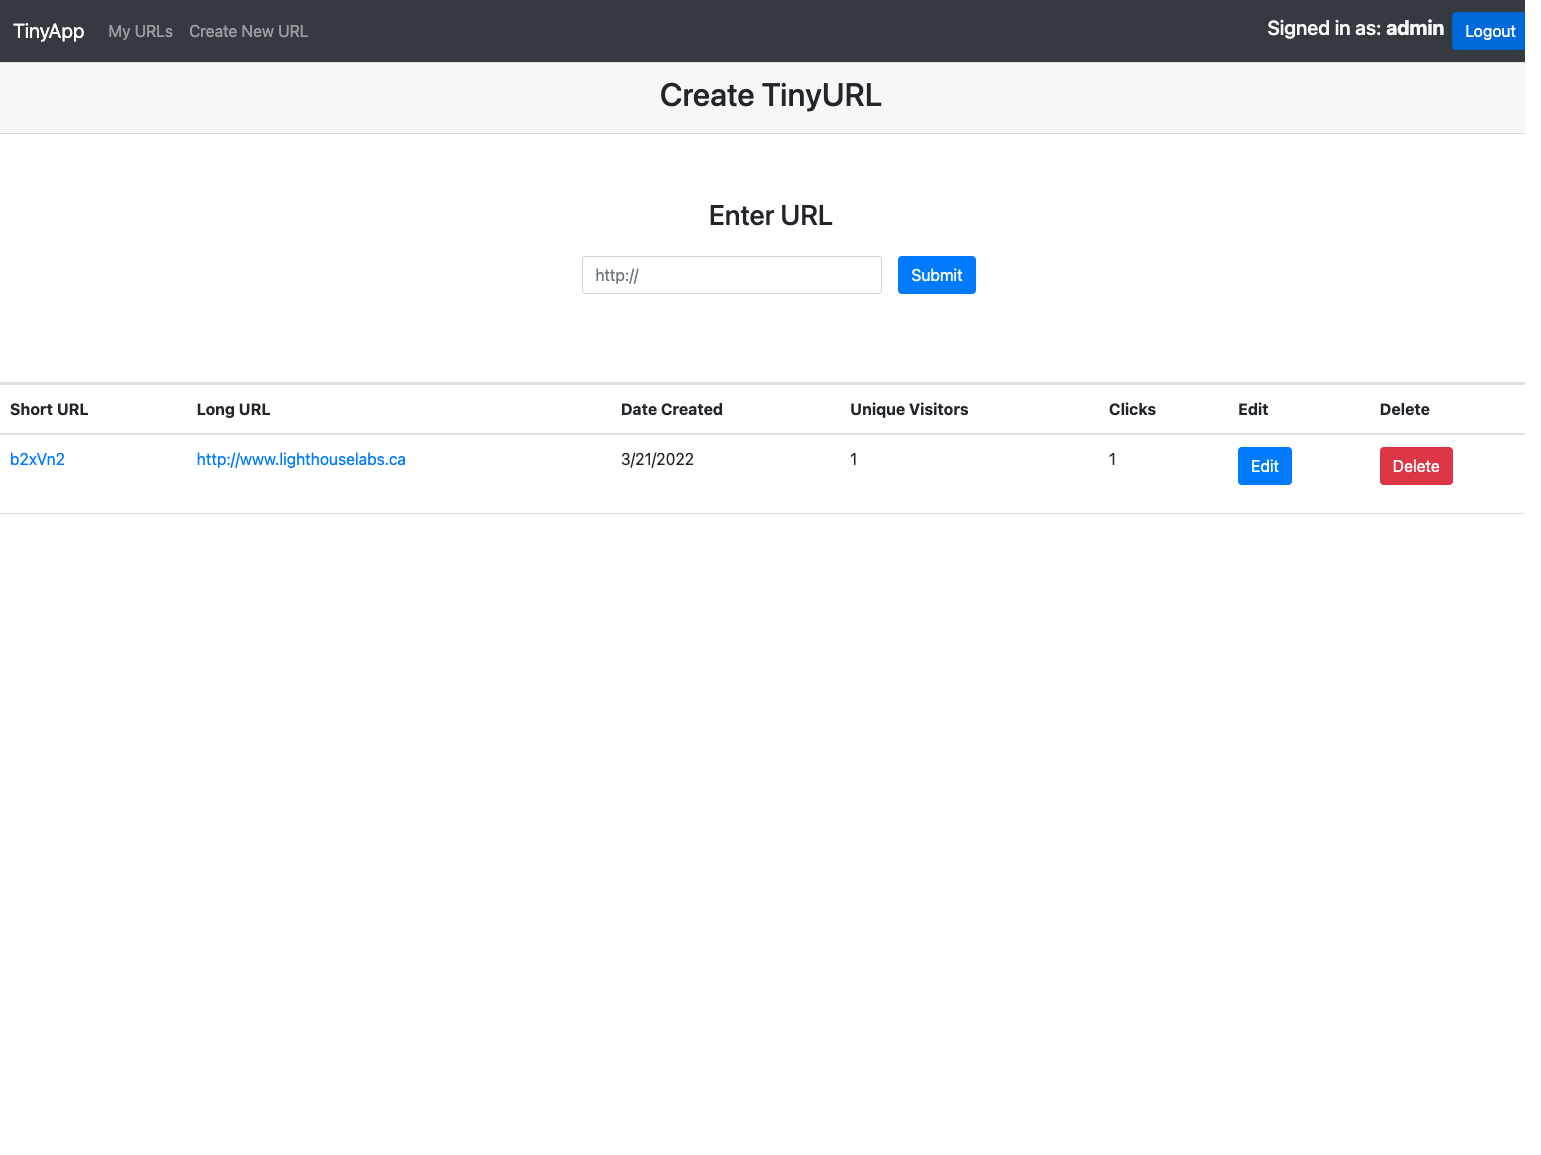 TinyApp My URLs Create New URL Signed in as: admin Logout
Create TinyURL
Enter URL
http:// Submit
Short URL Long URL Date Created Unique Visitors Clicks Edit Delete
b2xVn2 http://www.lighthouselabs.ca 3/21/2022 1 1 Edit Delete